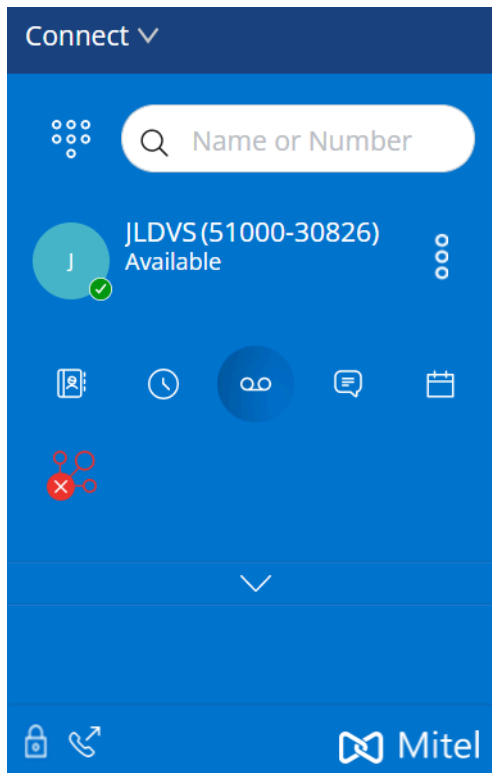 Connect
Name or Number
JLDVS (51000-30826)
J
Available
Mitel